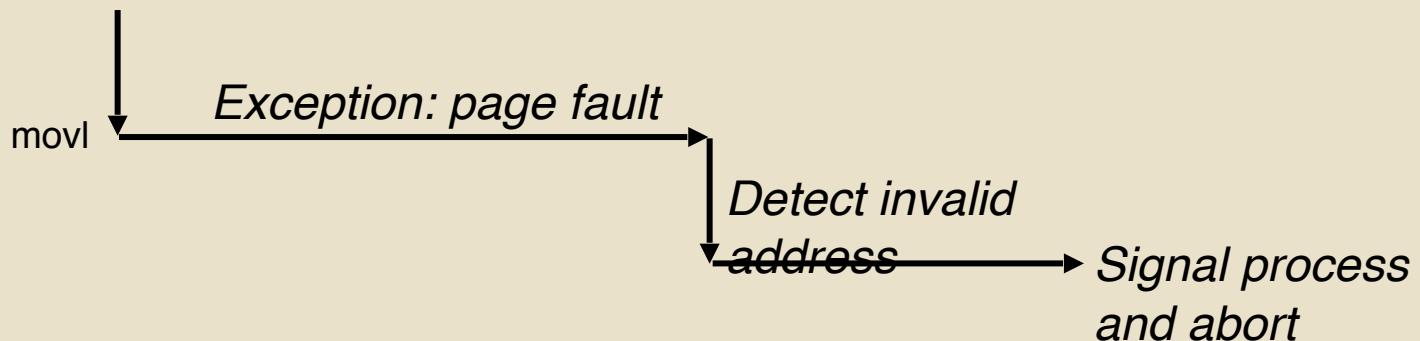 Exception: page fault
movl
Detect invalid
address
Signal process
and abort